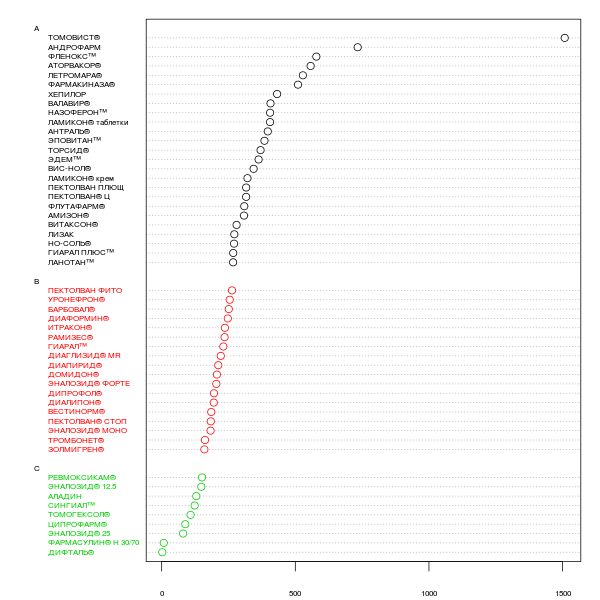 A
ТОМОВИСТ®
АНДРОФАРМ
ФЛЕНОКС™
АТОРВАКОР®
ЛЕТРОМАРА®
ФАРМАКИНАЗА®
ХЕПИЛОР
ВАЛАВИР®
НАЗОФЕРОН™
ЛАМИКОН® таблетки
АНТРАЛЬ®
ЭПОВИТАН™
ТОРСИД®
ЭДЕМ™
ВИС-НОЛ®
ЛАМИКОН® крем
ПЕКТОЛВАН ПЛЮЩ
ПЕКТОЛВАН® Ц
ФЛУТАФАРМ®
АМИЗОН®
ВИТАКСОН®
ЛИЗАК
НО-СОЛЬ®
ГИАРАЛ ПЛЮС™
ЛАНОТАН™
B
ПЕКТОЛВАН ФИТО
УРОНЕФРОН®
БАРБОВАЛ®
ДИАФОРМИН®
ИТРАКОН®
РАМИЗЕС®
ГИАРАЛ™
ДИАГЛИЗИД® MR
ДИАПИРИД®
ДОМИДОН®
ЭНАЛОЗИД® ФОРТЕ
ДИПРОФОЛ®
ДИАЛИПОН®
ВЕСТИНОРМ®
ПЕКТОЛВАН® СТОП
ЭНАЛОЗИД® МОНО
ТРОМБОНЕТ®
ЗОЛМИГРЕН®
C
РЕВМОКСИКАМ®
ЭНАЛОЗИД® 12,5
АЛАДИН
СИНГИАЛ™
ТОМОГЕКСОЛ®
ЦИПРОФАРМ®
ЭНАЛОЗИД® 25
ФАРМАСУЛИН® Н 30/70
ДИФТАЛЬ®
0 500 1000 1500